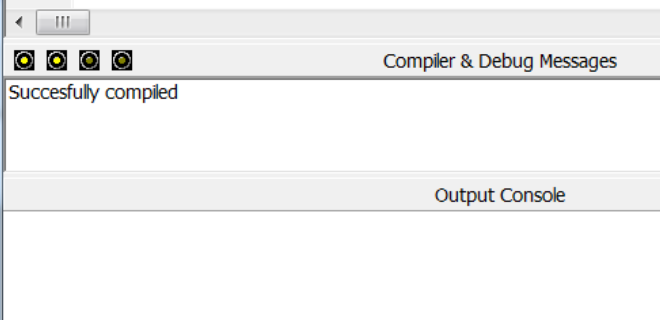 Compiler & Debug Messages
Succesfully compiled
Output Console